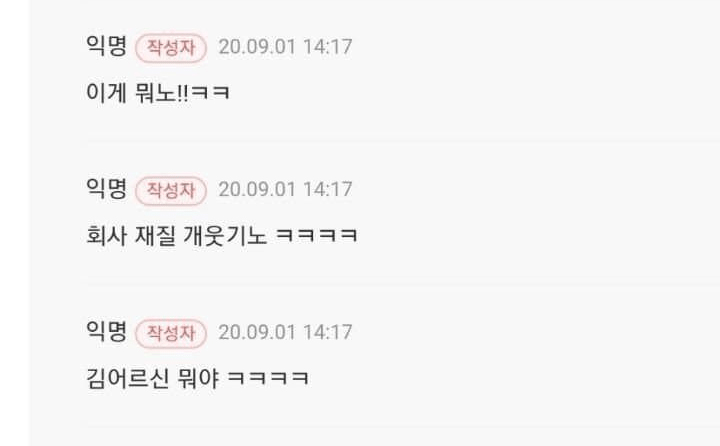 익명 작성자 20.09.01 14:17
이게 뭐노!!ㅋㅋ
익명 작성자 20.09.01 14:17
회사 재질 개웃기노 ㅋㅋㅋㅋ
익명 작성자 20.09.01 14:17
김어르신 뭐야 ㅋㅋㅋㅋ